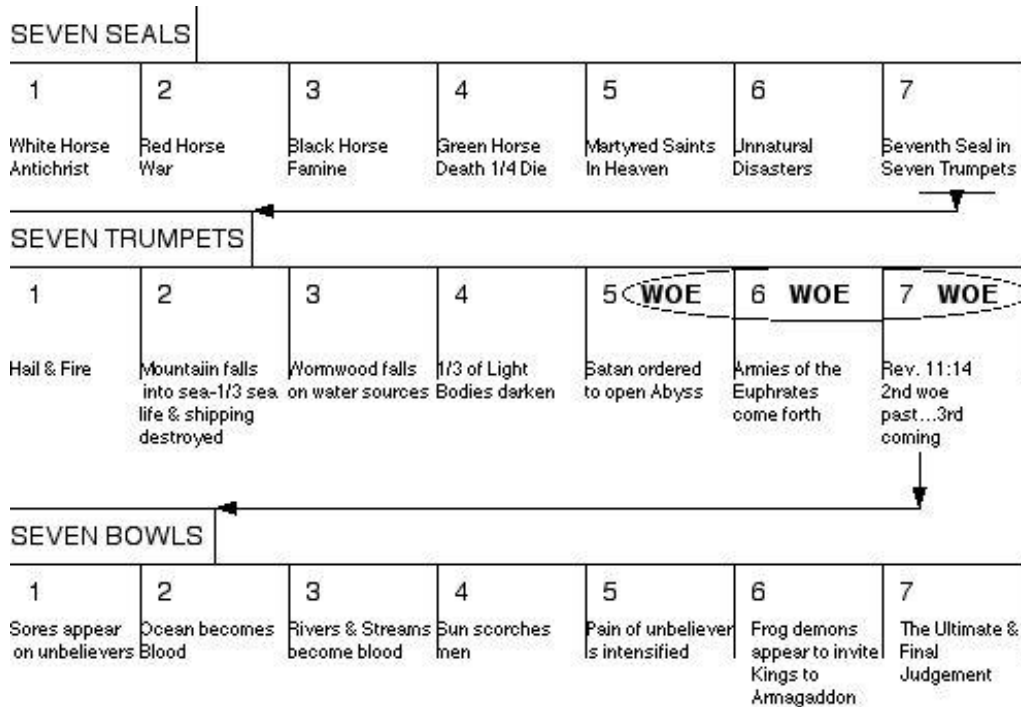 SEVEN SEALS
1 2 3 4 5 6 7
White Horse
Antichrist
Red Horse
War
Black Horse
Famine
Green Horse
Death 1/4 Die
Martyred Saints
In Heaven
Unnatural
Disasters
Seventh Seal in
Seven Trumpets
SEVEN TRUMPETS
1 2 3 4 5 WOE 6 WOE 7 WOE
Hail & Fire
Mountaiin falls
into sea-1/3 sea
life & shipping
destroyed
Wormwood falls
on water sources
1/3 of Light
Bodies darken
Satan ordered
to open Abyss
Armies of the
Euphrates
come forth
Rev. 11:14
2nd woe
past...3rd
coming
SEVEN BOWLS
1 2 3 4 5 6 7
Sores appear
on unbelievers
Ocean becomes
Blood
Rivers & Streams
become blood
Sun scorches
men
Pain of unbeliever
is intensified
Frog demons
appear to invite
Kings to
Armagaddon
The Ultimate &
Final
Judgement